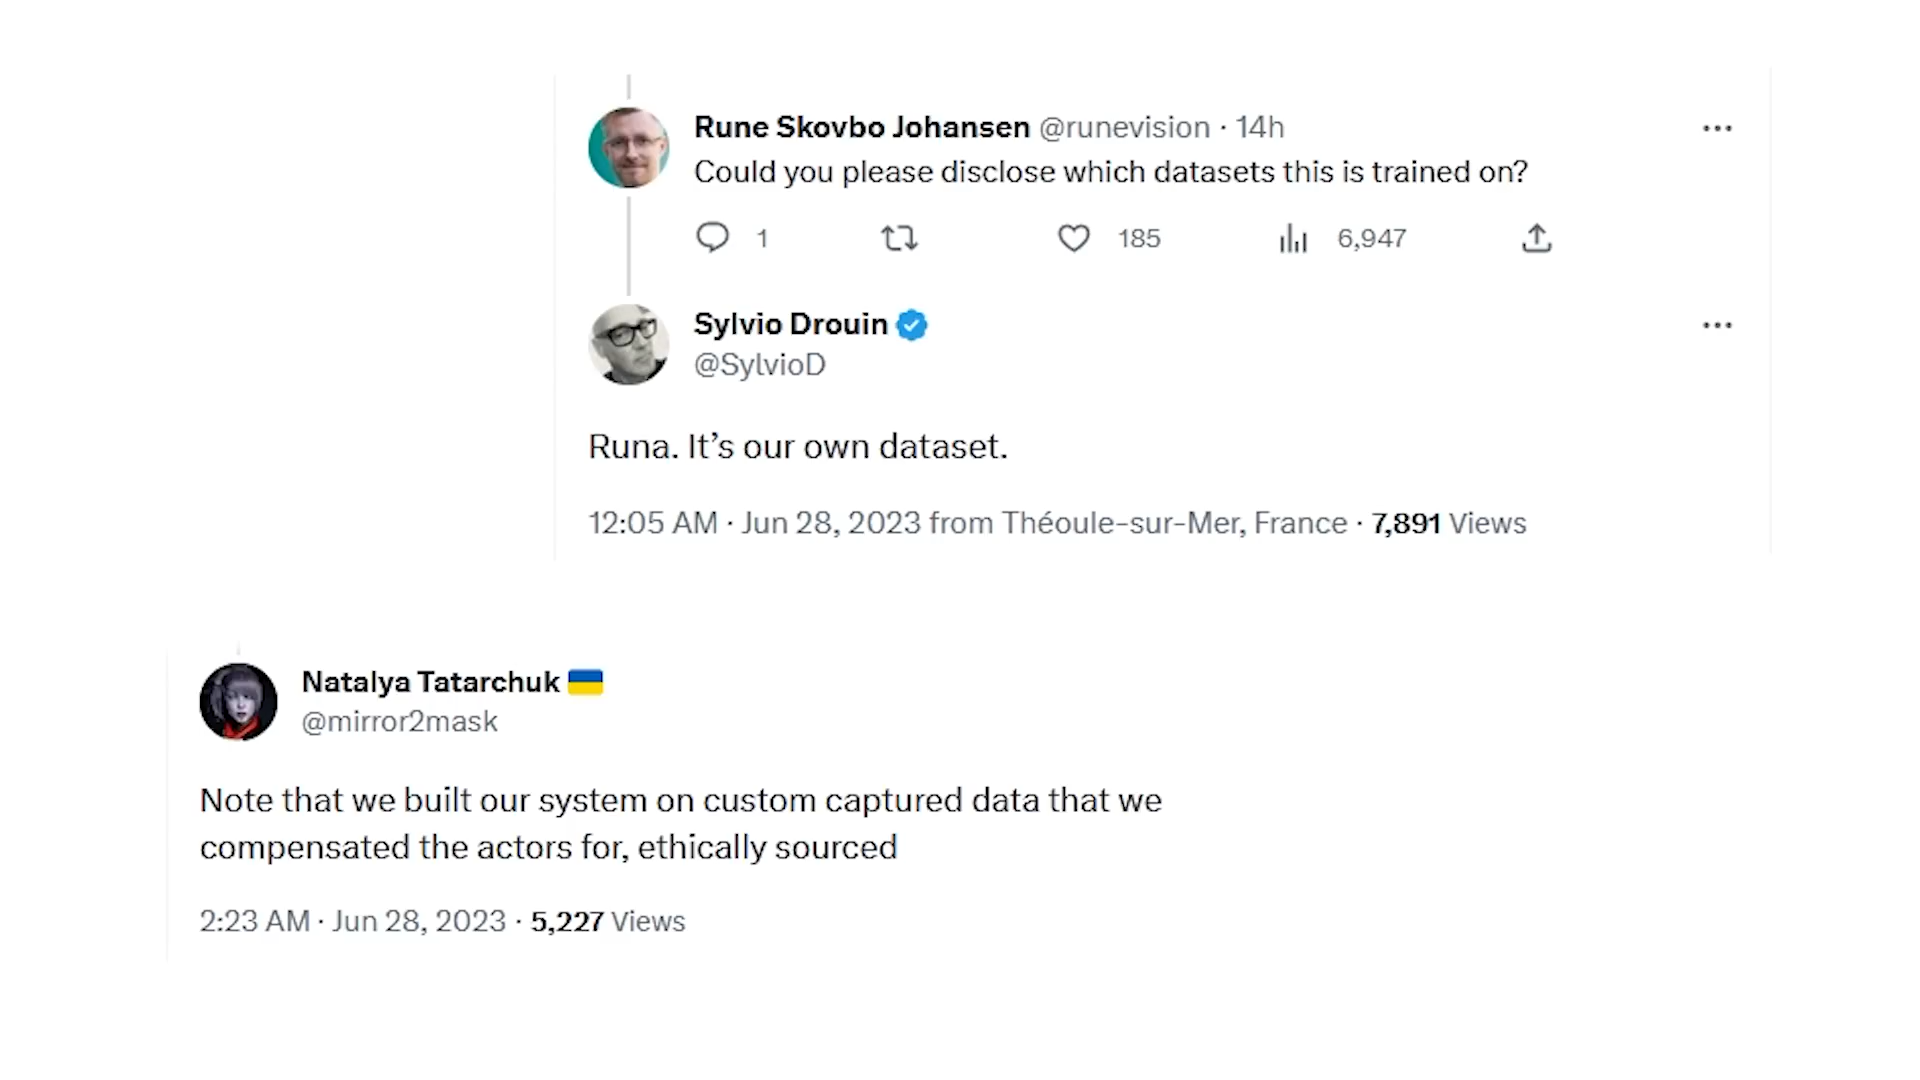 Rune Skovbo Johansen @runevision · 14h
Could you please disclose which datasets this is trained on?
1 185 6,947
Sylvio Drouin
@SylvioD
Runa. It’s our own dataset.
12:05 AM · Jun 28, 2023 from Théoule-sur-Mer, France · 7,891 Views
Natalya Tatarchuk 🇺🇦
@mirror2mask
Note that we built our system on custom captured data that we
compensated the actors for, ethically sourced
2:23 AM · Jun 28, 2023 · 5,227 Views